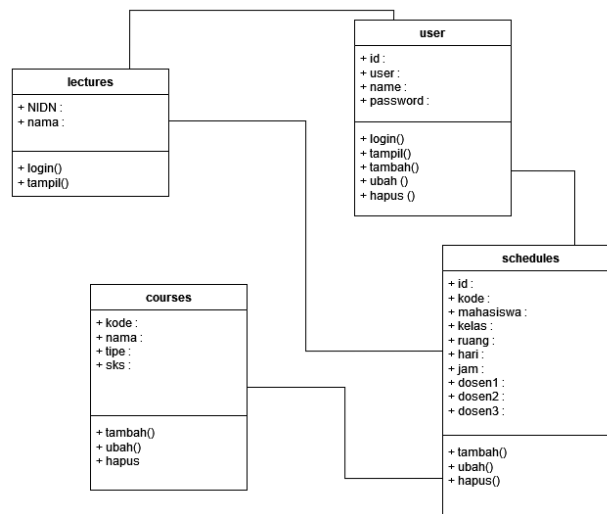 user
+ id :
+ user :
+ name :
+ password :
+ login()
+ tampil()
+ tambah()
+ ubah ()
+ hapus ()
lectures
+ NIDN :
+ nama :
+ login()
+ tampil()
schedules
+ id :
+ kode :
+ mahasiswa :
+ kelas :
+ ruang :
+ hari :
+ jam :
+ dosen1 :
+ dosen2 :
+ dosen3 :
+ tambah()
+ ubah()
+ hapus()
courses
+ kode :
+ nama :
+ tipe :
+ sks :
+ tambah()
+ ubah()
+ hapus